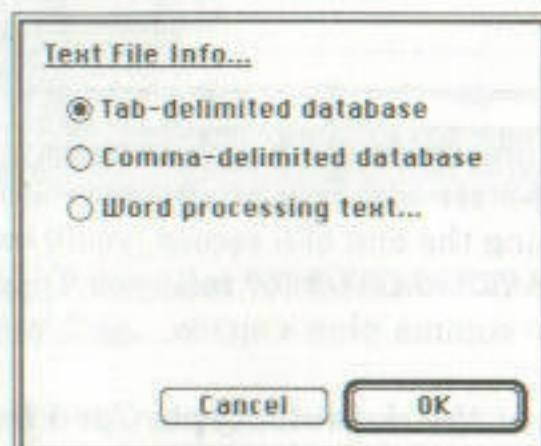 Text File Info...
Tab-delimited database
Comma-delimited database
Word processing text...
Cancel OK